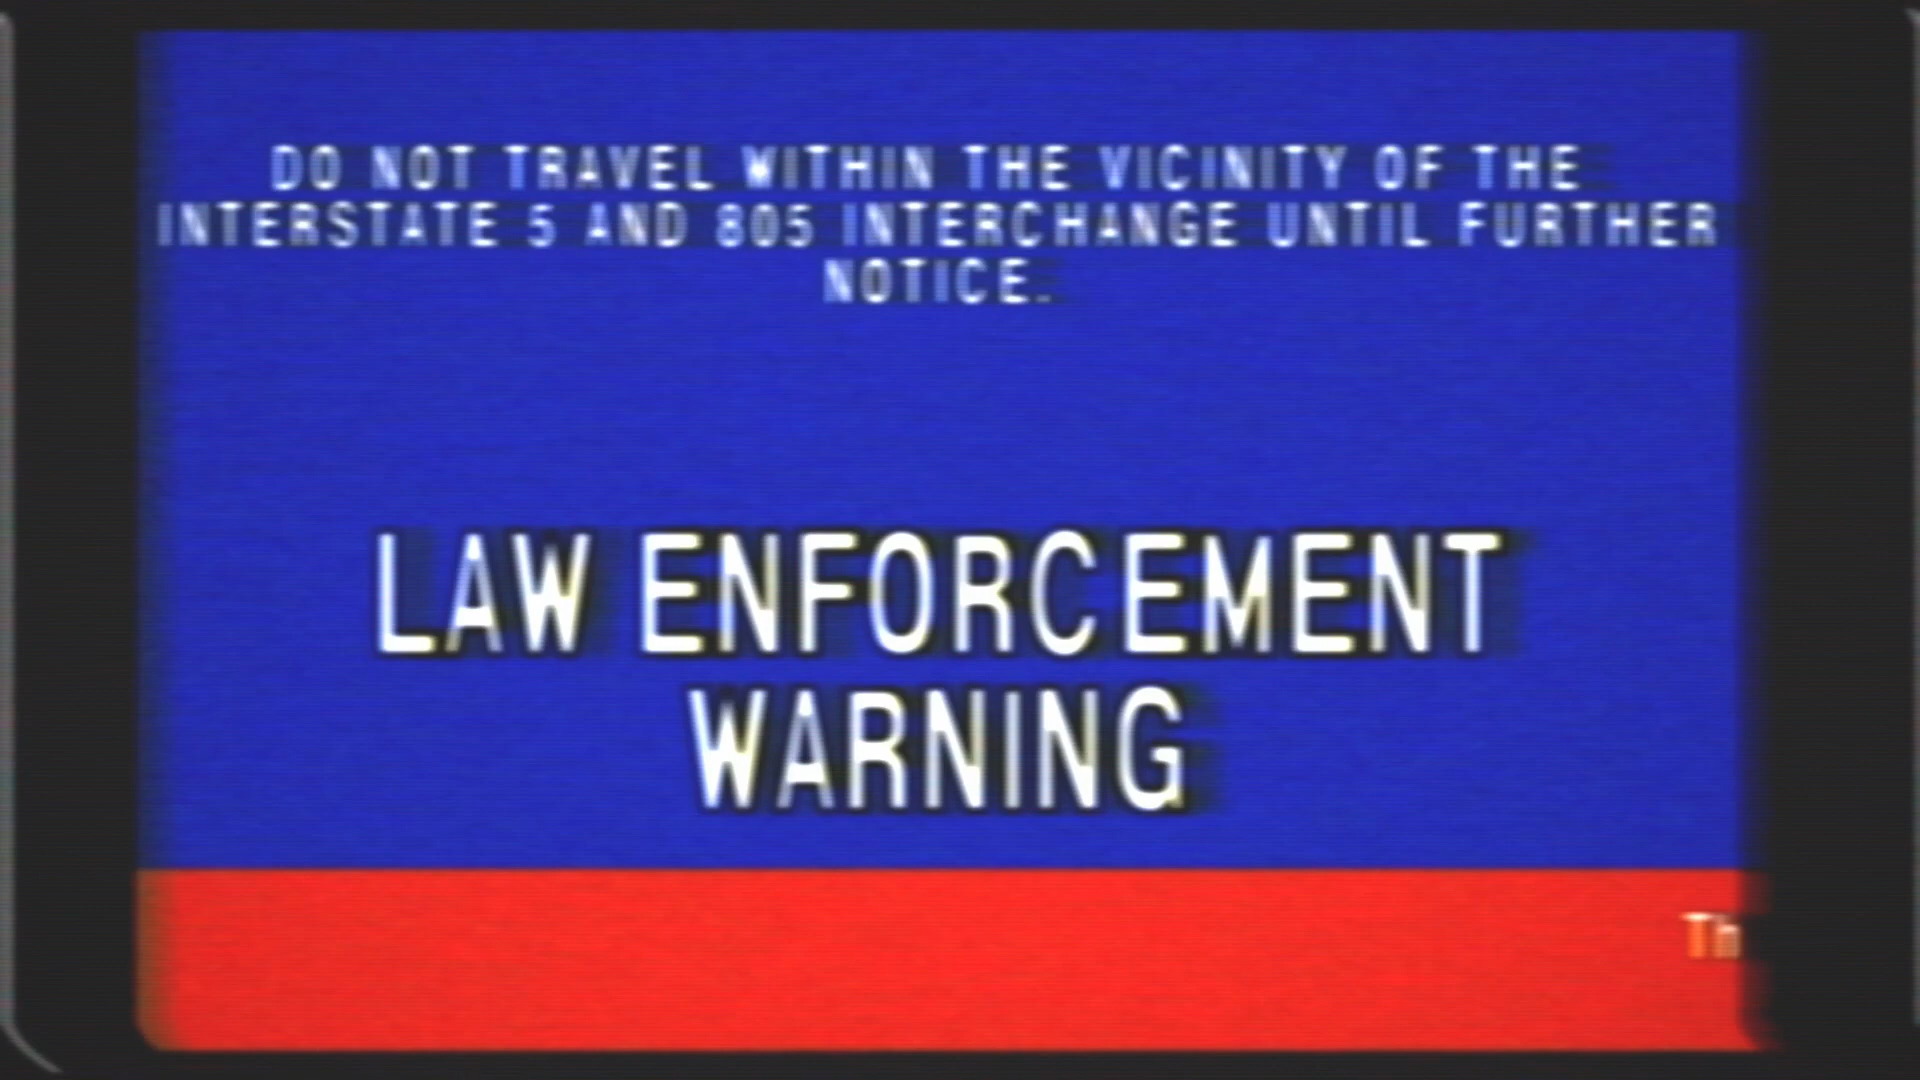 DO NOT TRAVEL WITHIN THE VICINITY OF THE
INTERSTATE 5 AND 805 INTERCHANGE UNTIL FURTHER
NOTICE.
LAW ENFORCEMENT
WARNING
Th